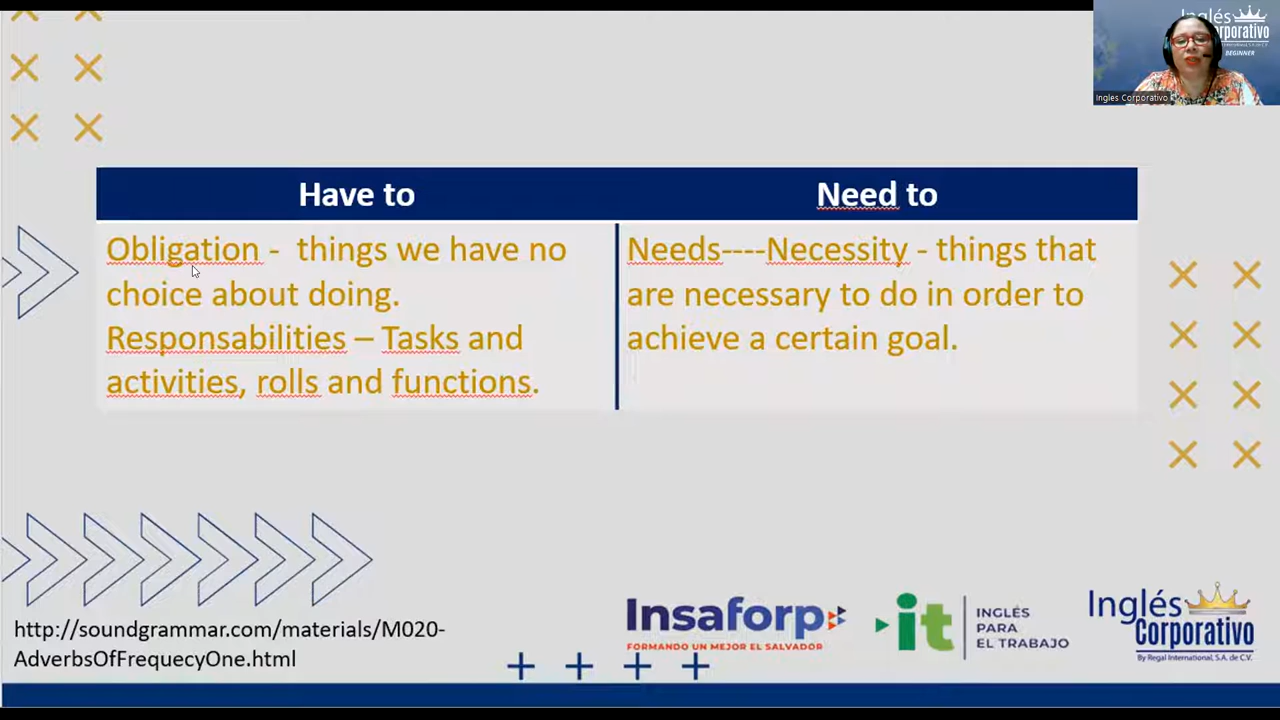 Inglés
Corporativo
BEGINNER
Ingles Corporativo
Have to
Need to
Obligation - things we have no
choice about doing.
Responsabilities – Tasks and
activities, rolls and functions.
Needs----Necessity - things that
are necessary to do in order to
achieve a certain goal.
http://soundgrammar.com/materials/M020-
AdverbsOfFrequecyOne.html
Insaforp
FORMANDO UN MEJOR EL SALVADOR
it
INGLÉS
PARA
EL TRABAJO
Inglés
Corporativo
By Regal International, S.A. de C.V.